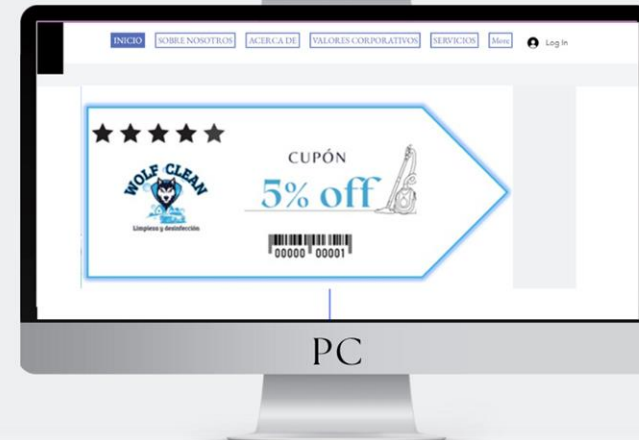 INICIO SOBRE NOSOTROS ACERCA DE VALORES CORPORATIVOS SERVICIOS More Log In
WOLF CLEAN
Limpieza y desinfección
CUPÓN
5% off
00000 00001
PC